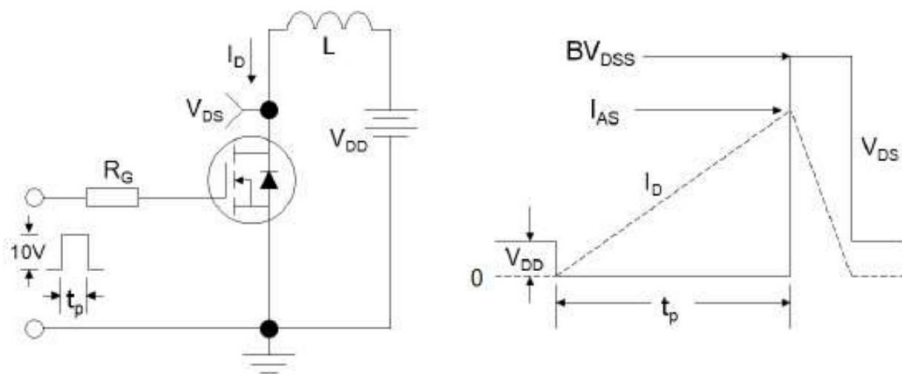 L
I_D
V_DS
V_DD
R_G
10V
t_p
BV_DSS
I_AS
V_DS
I_D
V_DD
0
t_p